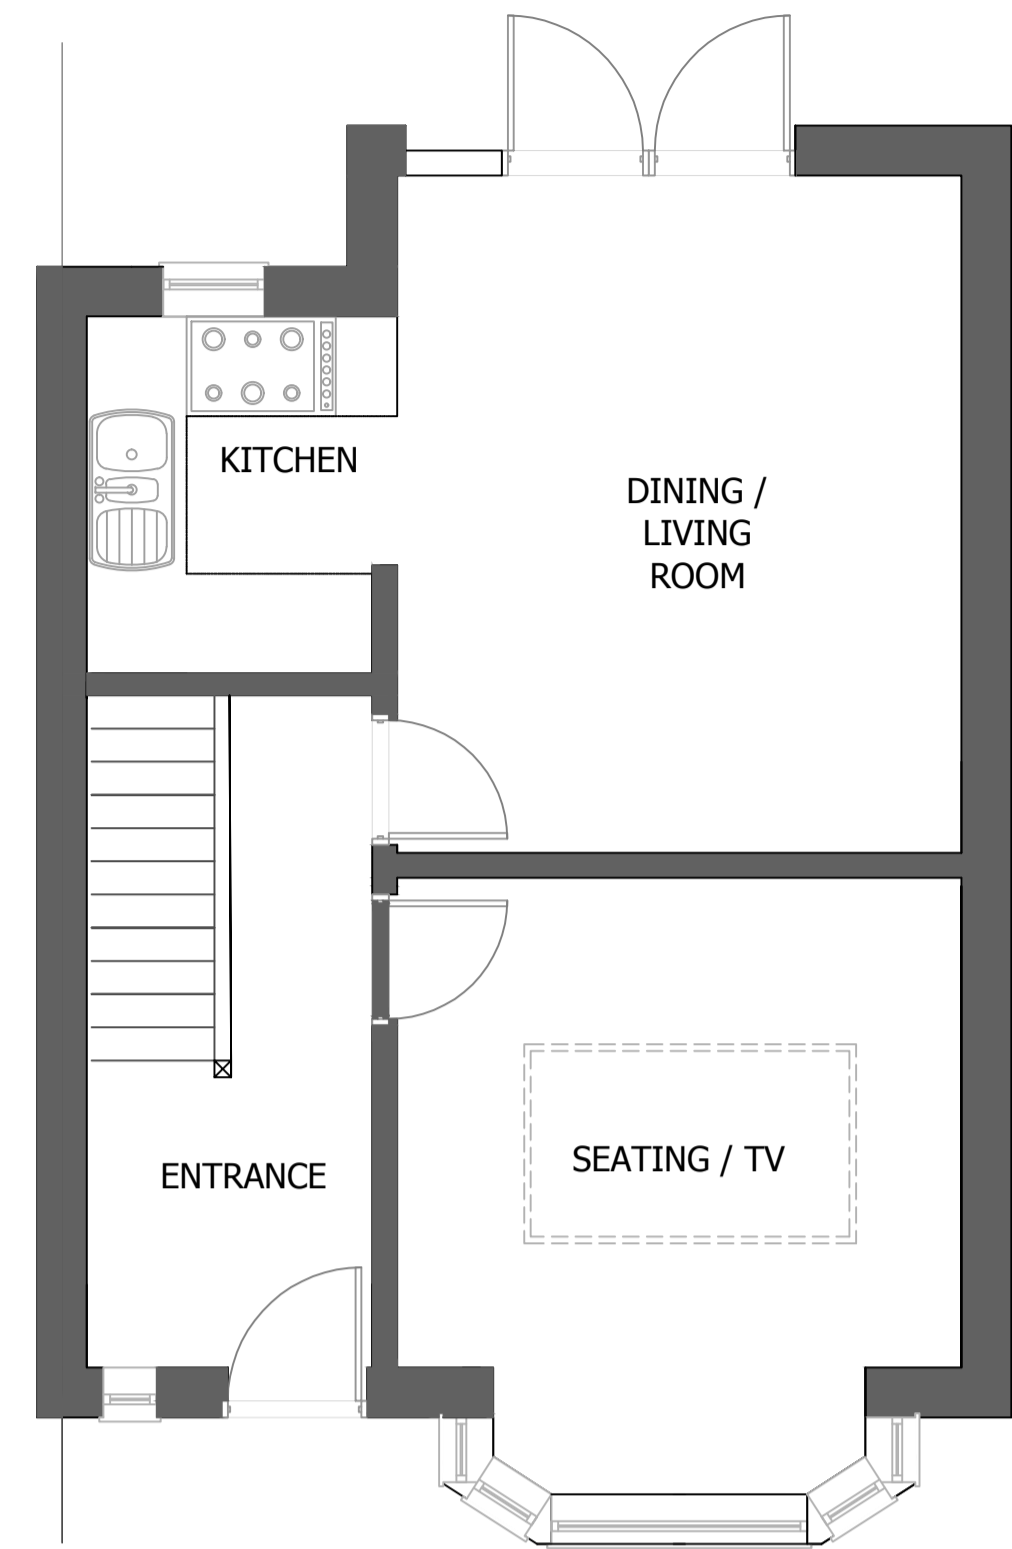 KITCHEN
DINING /
LIVING
ROOM
SEATING / TV
ENTRANCE